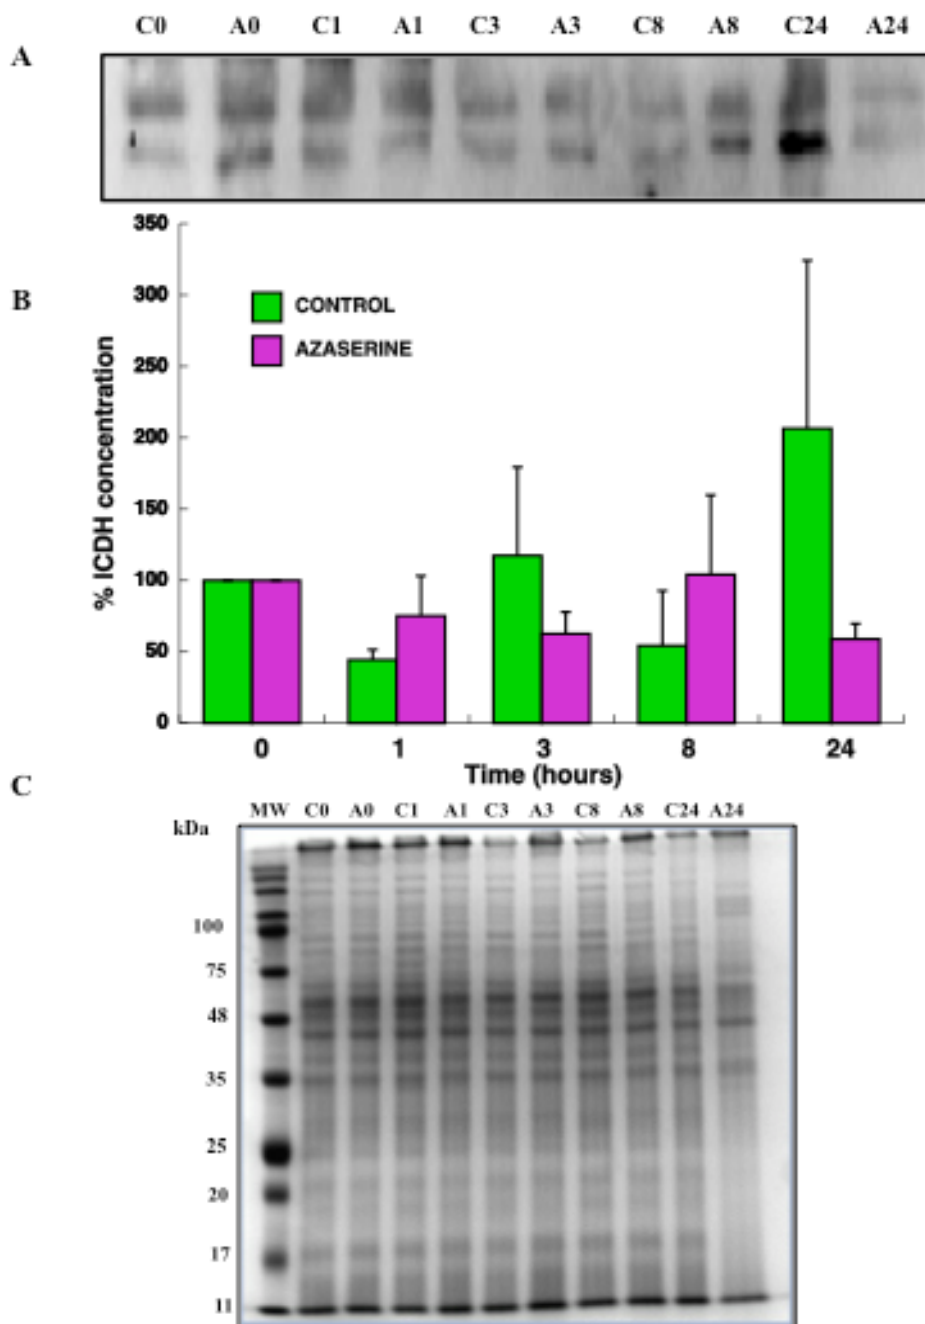 C0 A0 C1 A1 C3 A3 C8 A8 C24 A24
A
B
350
300
250
200
150
100
50
0
% ICDH concentration
CONTROL
AZASERINE
0 1 3 8 24
Time (hours)
C
MW C0 A0 C1 A1 C3 A3 C8 A8 C24 A24
kDa
100
75
48
35
25
20
17
11